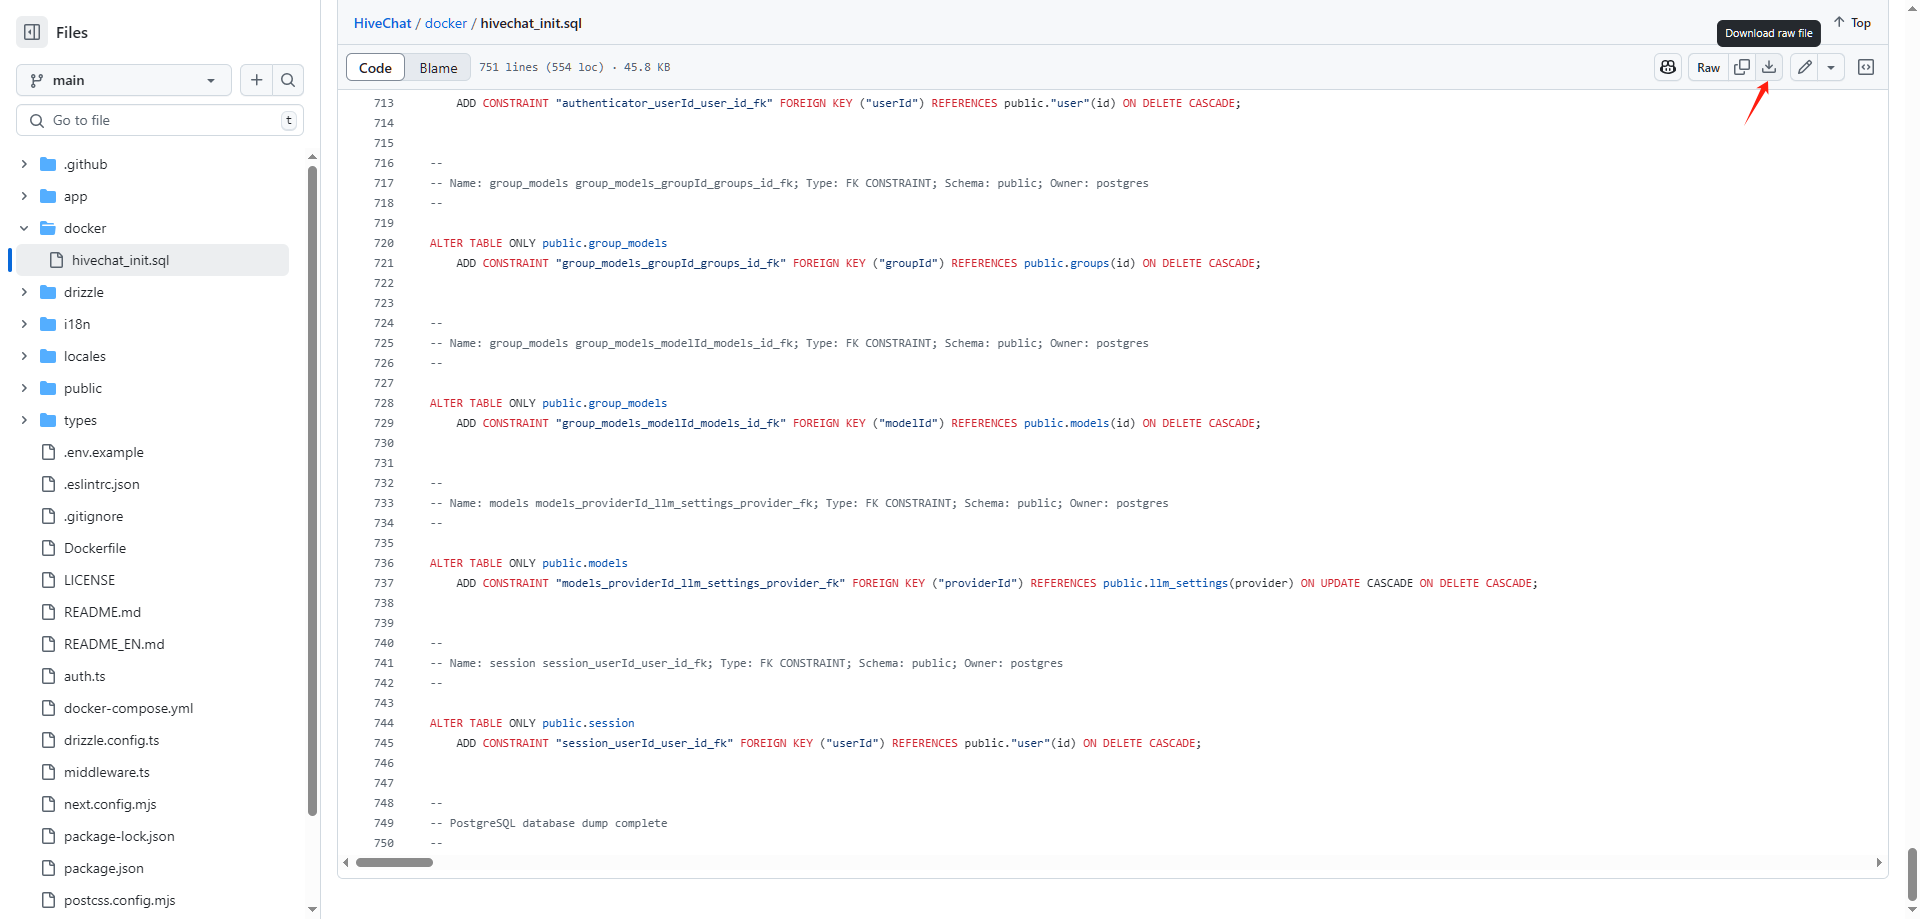 Files
main
Go to file
t
.github
app
docker
hivechat_init.sql
drizzle
i18n
locales
public
types
.env.example
.eslintrc.json
.gitignore
Dockerfile
LICENSE
README.md
README_EN.md
auth.ts
docker-compose.yml
drizzle.config.ts
middleware.ts
next.config.mjs
package-lock.json
package.json
postcss.config.mjs
HiveChat / docker / hivechat_init.sql
Download raw file
Top
Code Blame 751 lines (554 loc) · 45.8 KB
Raw
713 ADD CONSTRAINT "authenticator_userId_user_id_fk" FOREIGN KEY ("userId") REFERENCES public."user"(id) ON DELETE CASCADE;
714
715
716 --
717 -- Name: group_models group_models_groupId_groups_id_fk; Type: FK CONSTRAINT; Schema: public; Owner: postgres
718 --
719
720 ALTER TABLE ONLY public.group_models
721 ADD CONSTRAINT "group_models_groupId_groups_id_fk" FOREIGN KEY ("groupId") REFERENCES public.groups(id) ON DELETE CASCADE;
722
723
724 --
725 -- Name: group_models group_models_modelId_models_id_fk; Type: FK CONSTRAINT; Schema: public; Owner: postgres
726 --
727
728 ALTER TABLE ONLY public.group_models
729 ADD CONSTRAINT "group_models_modelId_models_id_fk" FOREIGN KEY ("modelId") REFERENCES public.models(id) ON DELETE CASCADE;
730
731
732 --
733 -- Name: models models_providerId_llm_settings_provider_fk; Type: FK CONSTRAINT; Schema: public; Owner: postgres
734 --
735
736 ALTER TABLE ONLY public.models
737 ADD CONSTRAINT "models_providerId_llm_settings_provider_fk" FOREIGN KEY ("providerId") REFERENCES public.llm_settings(provider) ON UPDATE CASCADE ON DELETE CASCADE;
738
739
740 --
741 -- Name: session session_userId_user_id_fk; Type: FK CONSTRAINT; Schema: public; Owner: postgres
742 --
743
744 ALTER TABLE ONLY public.session
745 ADD CONSTRAINT "session_userId_user_id_fk" FOREIGN KEY ("userId") REFERENCES public."user"(id) ON DELETE CASCADE;
746
747
748 --
749 -- PostgreSQL database dump complete
750 --